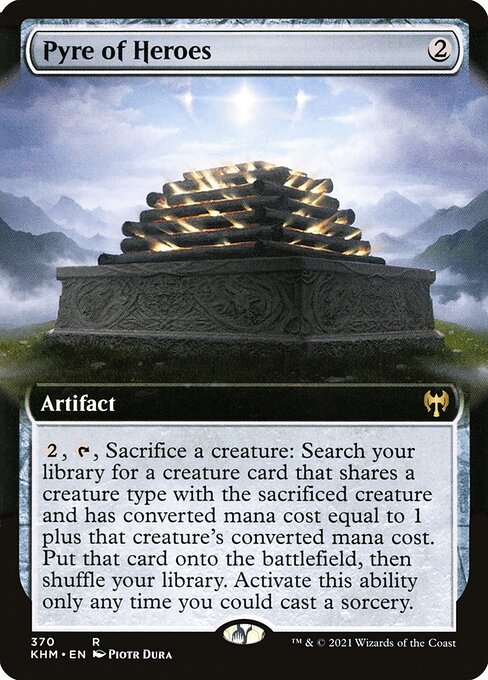 Pyre of Heroes 2
Artifact
2, T, Sacrifice a creature: Search your
library for a creature card that shares a
creature type with the sacrificed creature
and has converted mana cost equal to 1
plus that creature's converted mana cost.
Put that card onto the battlefield, then
shuffle your library. Activate this ability
only any time you could cast a sorcery.
370 R
KHM • EN Piotr Dura
™ & © 2021 Wizards of the Coast